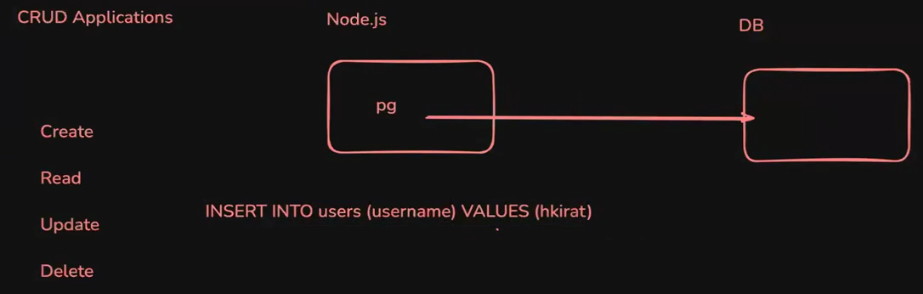 CRUD Applications
Node.js
DB
pg
Create
Read
Update
Delete
INSERT INTO users (username) VALUES (hkirat)